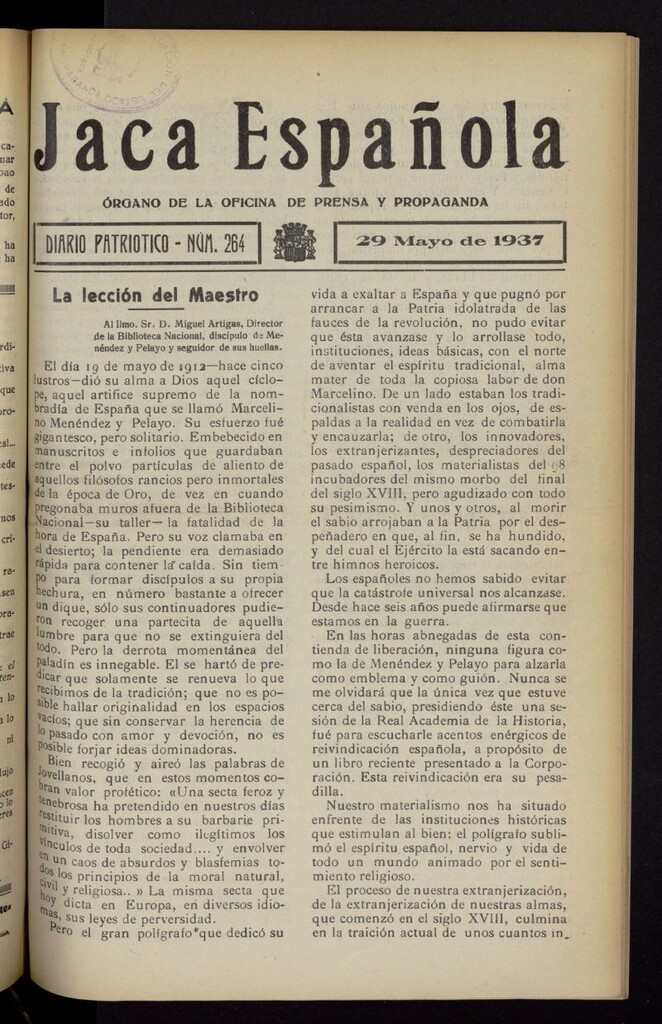 Jaca Española
ÓRGANO DE LA OFICINA DE PRENSA Y PROPAGANDA
DIARIO PATRIOTICO - NÚM. 264
29 Mayo de 1937
La lección del Maestro
Al Ilmo. Sr. D. Miguel Artigas, Director
de la Biblioteca Nacional, discípulo de Me-
néndez y Pelayo y seguidor de sus huellas.
El día 19 de mayo de 1912—hace cinco
lustros—dió su alma a Dios aquel cíclo-
pe, aquel artifice supremo de la nom-
bradía de España que se llamó Marceli-
no Menéndez y Pelayo. Su esfuerzo fué
gigantesco, pero solitario. Embebecido en
manuscritos e infolios que guardaban
entre el polvo partículas de aliento de
aquellos filósofos rancios pero inmortales
de la época de Oro, de vez en cuando
pregonaba muros afuera de la Biblioteca
Nacional—su taller— la fatalidad de la
hora de España. Pero su voz clamaba en
el desierto; la pendiente era demasiado
rápida para contener la caída. Sin tiem-
po para formar discípulos a su propia
hechura, en número bastante a ofrecer
un dique, sólo sus continuadores pudie-
ron recoger una partecita de aquella
lumbre para que no se extinguiera del
todo. Pero la derrota momentánea del
paladín es innegable. El se hartó de pre-
dicar que solamente se renueva lo que
recibimos de la tradición; que no es po-
sible hallar originalidad en los espacios
vacíos; que sin conservar la herencia de
lo pasado con amor y devoción, no es
posible forjar ideas dominadoras.
Bien recogió y aireó las palabras de
Jovellanos, que en estos momentos co-
bran valor profético: «Una secta feroz y
tenebrosa ha pretendido en nuestros días
restituir los hombres a su barbarie pri-
mitiva, disolver como ilegítimos los
vínculos de toda sociedad.... y envolver
en un caos de absurdos y blasfemias to-
dos los principios de la moral natural,
civil y religiosa.. » La misma secta que
hoy dicta en Europa, en diversos idio-
mas, sus leyes de perversidad.
Pero el gran polígrafo que dedicó su
vida a exaltar a España y que pugnó por
arrancar a la Patria idolatrada de las
fauces de la revolución, no pudo evitar
que ésta avanzase y lo arrollase todo,
instituciones, ideas básicas, con el norte
de aventar el espíritu tradicional, alma
mater de toda la copiosa labor de don
Marcelino. De un lado estaban los tradi-
cionalistas con venda en los ojos, de es-
paldas a la realidad en vez de combatirla
y encauzarla; de otro, los innovadores,
los extranjerizantes, despreciadores del
pasado español, los materialistas del 98
incubadores del mismo morbo del final
del siglo XVIII, pero agudizado con todo
su pesimismo. Y unos y otros, al morir
el sabio arrojaban a la Patria por el des-
peñadero en que, al fin, se ha hundido,
y del cual el Ejército la está sacando en-
tre himnos heroicos.
Los españoles no hemos sabido evitar
que la catástrofe universal nos alcanzase.
Desde hace seis años puede afirmarse que
estamos en la guerra.
En las horas abnegadas de esta con-
tienda de liberación, ninguna figura co-
mo la de Menéndez y Pelayo para alzarla
como emblema y como guión. Nunca se
me olvidará que la única vez que estuve
cerca del sabio, presidiendo éste una se-
sión de la Real Academia de la Historia,
fué para escucharle acentos enérgicos de
reivindicación española, a propósito de
un libro reciente presentado a la Corpo-
ración. Esta reivindicación era su pesa-
dilla.
Nuestro materialismo nos ha situado
enfrente de las instituciones históricas
que estimulan al bien; el polígrafo subli-
mó el espíritu español, nervio y vida de
todo un mundo animado por el senti-
miento religioso.
El proceso de nuestra extranjerización,
de la extranjerización de nuestras almas,
que comenzó en el siglo XVIII, culmina
en la traición actual de unos cuantos in-